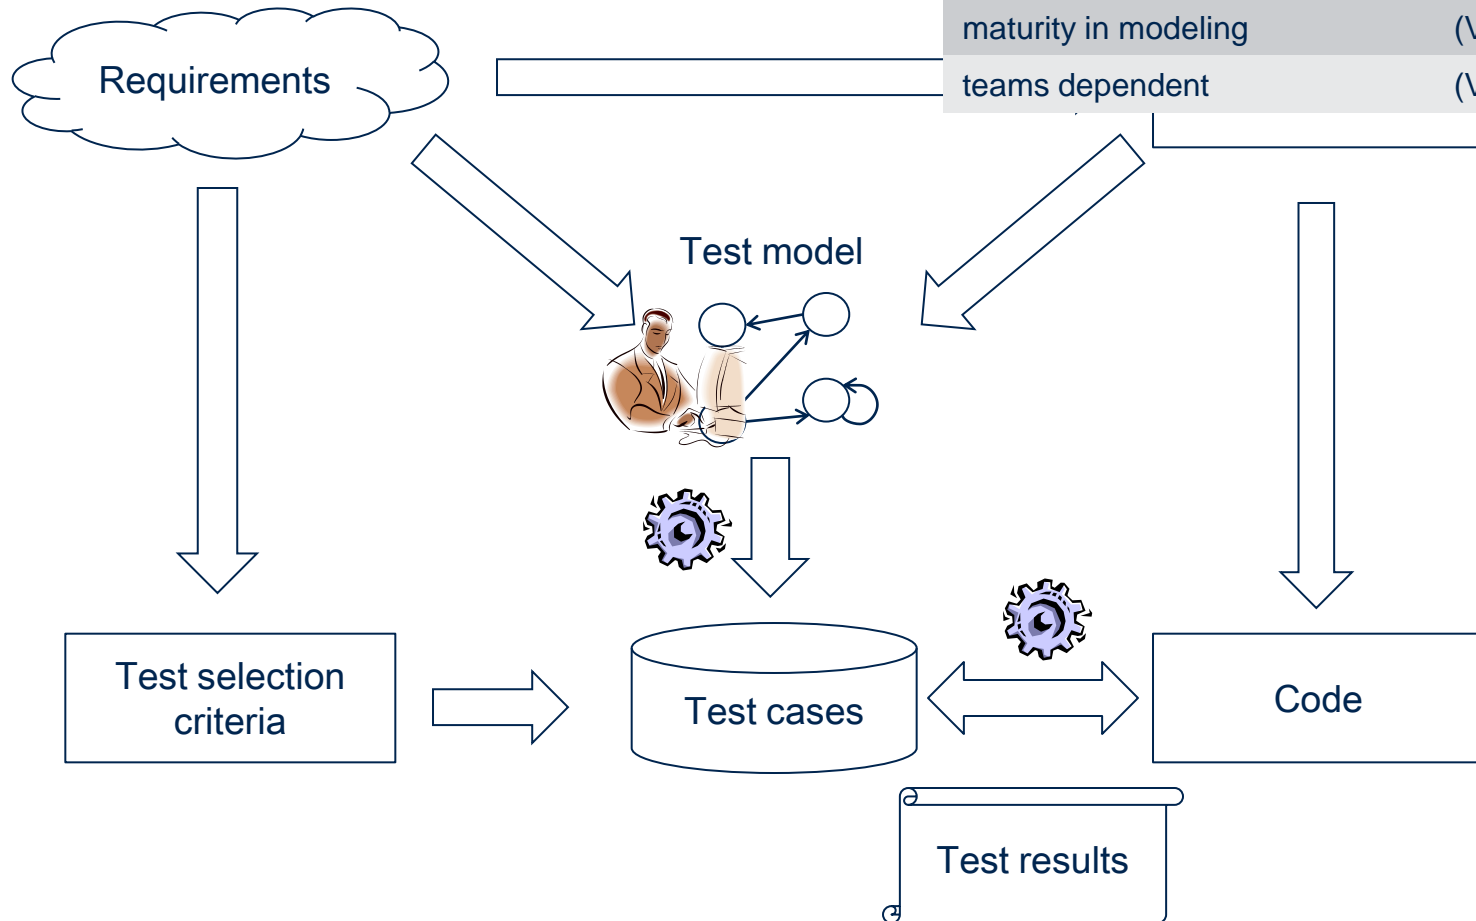 maturity in modeling
teams dependent
Requirements
Test model
Test selection
criteria
Test cases
Code
Test results